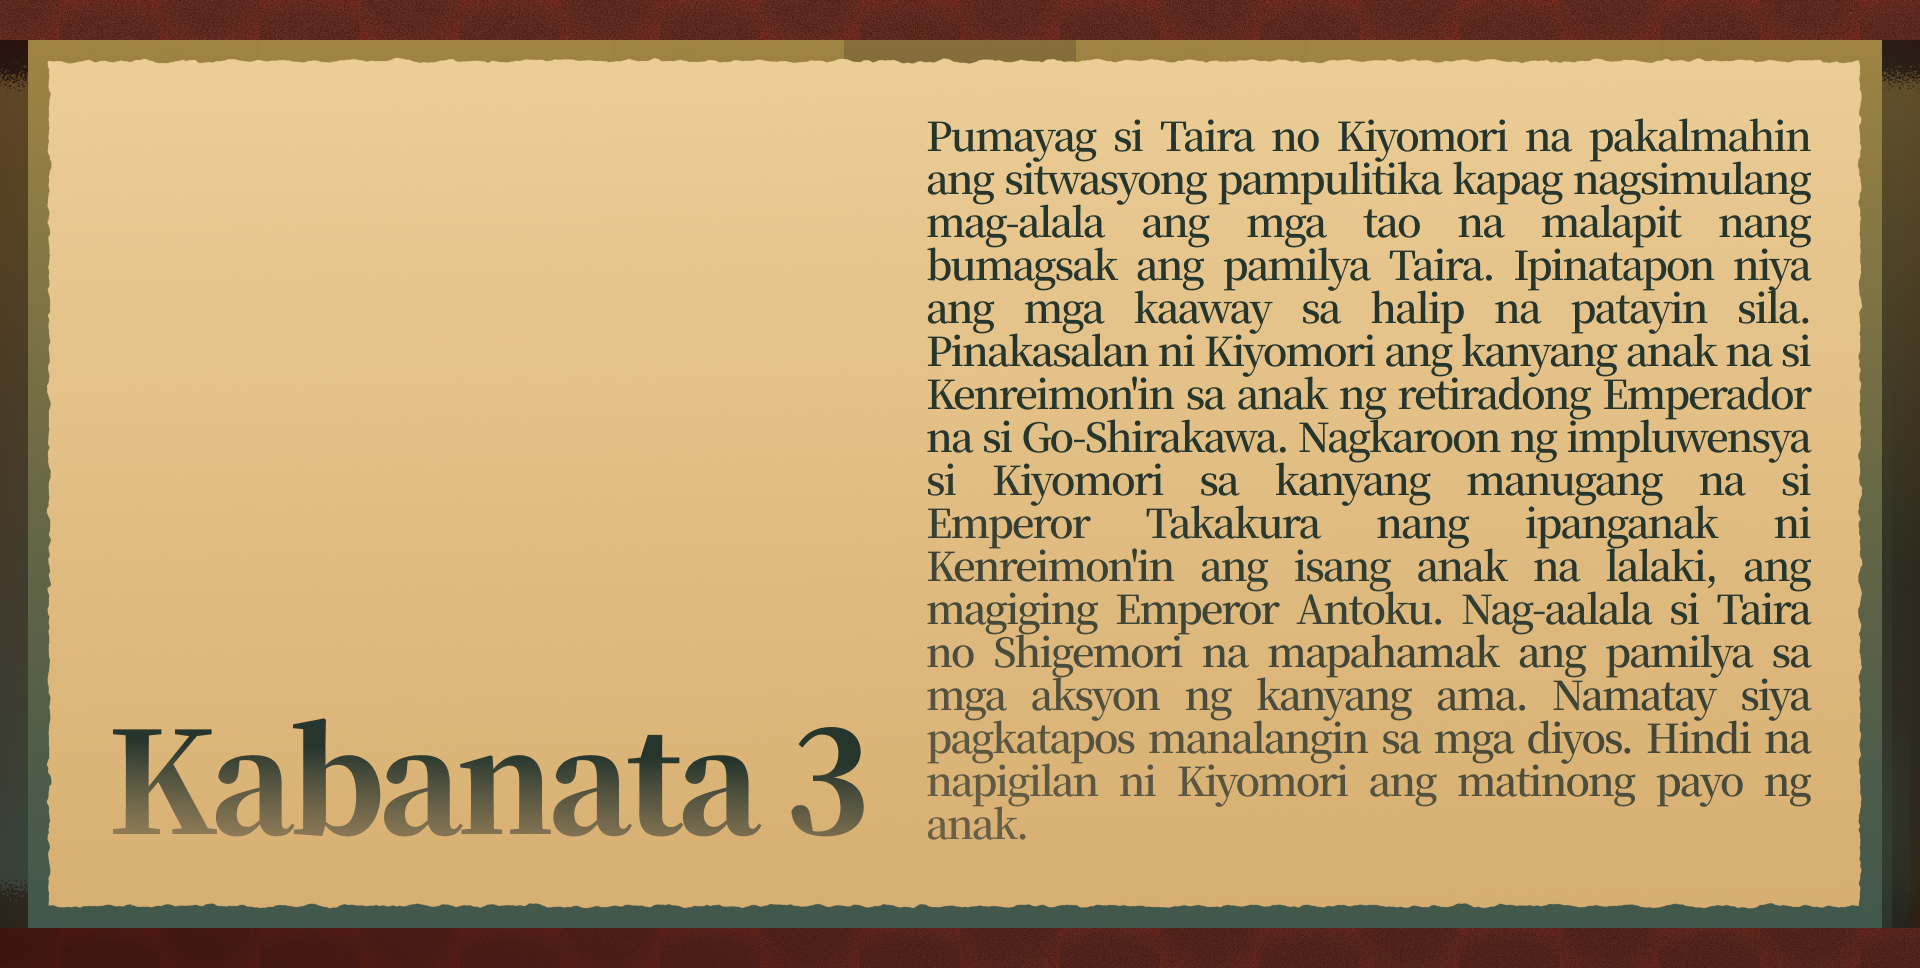 Kabanata 3
Pumayag si Taira no Kiyomori na pakalmahin
ang sitwasyong pampulitika kapag nagsimulang
mag-alala ang mga tao na malapit nang
bumagsak ang pamilya Taira. Ipinatapon niya
ang mga kaaway sa halip na patayin sila.
Pinakasalan ni Kiyomori ang kanyang anak na si
Kenreimon'in sa anak ng retiradong Emperador
na si Go-Shirakawa. Nagkaroon ng impluwensya
si Kiyomori sa kanyang manugang na si
Emperor Takakura nang ipanganak ni
Kenreimon'in ang isang anak na lalaki, ang
magiging Emperor Antoku. Nag-aalala si Taira
no Shigemori na mapahamak ang pamilya sa
mga aksyon ng kanyang ama. Namatay siya
pagkatapos manalangin sa mga diyos. Hindi na
napigilan ni Kiyomori ang matinong payo ng
anak.